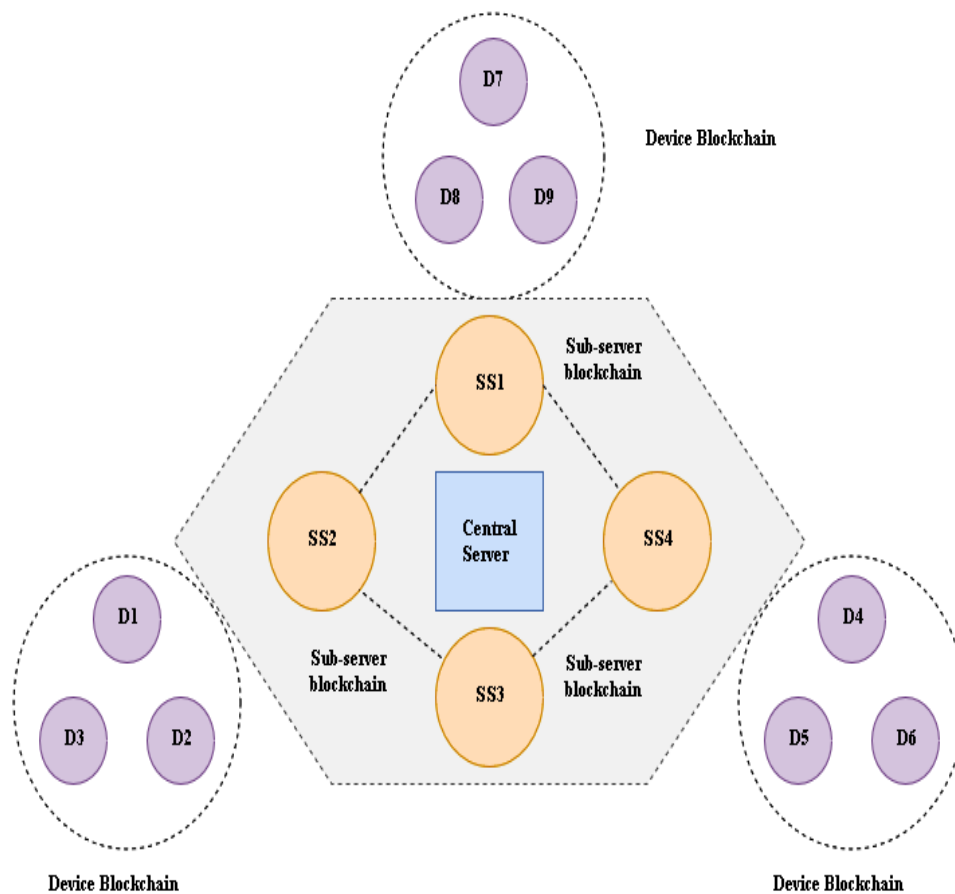 D7
Device Blockchain
D8
D9
Sub-server
blockchain
SS1
SS2
Central
Server
SS4
D1
D4
Sub-server
blockchain
SS3
Sub-server
blockchain
D3
D2
D5
D6
Device Blockchain
Device Blockchain